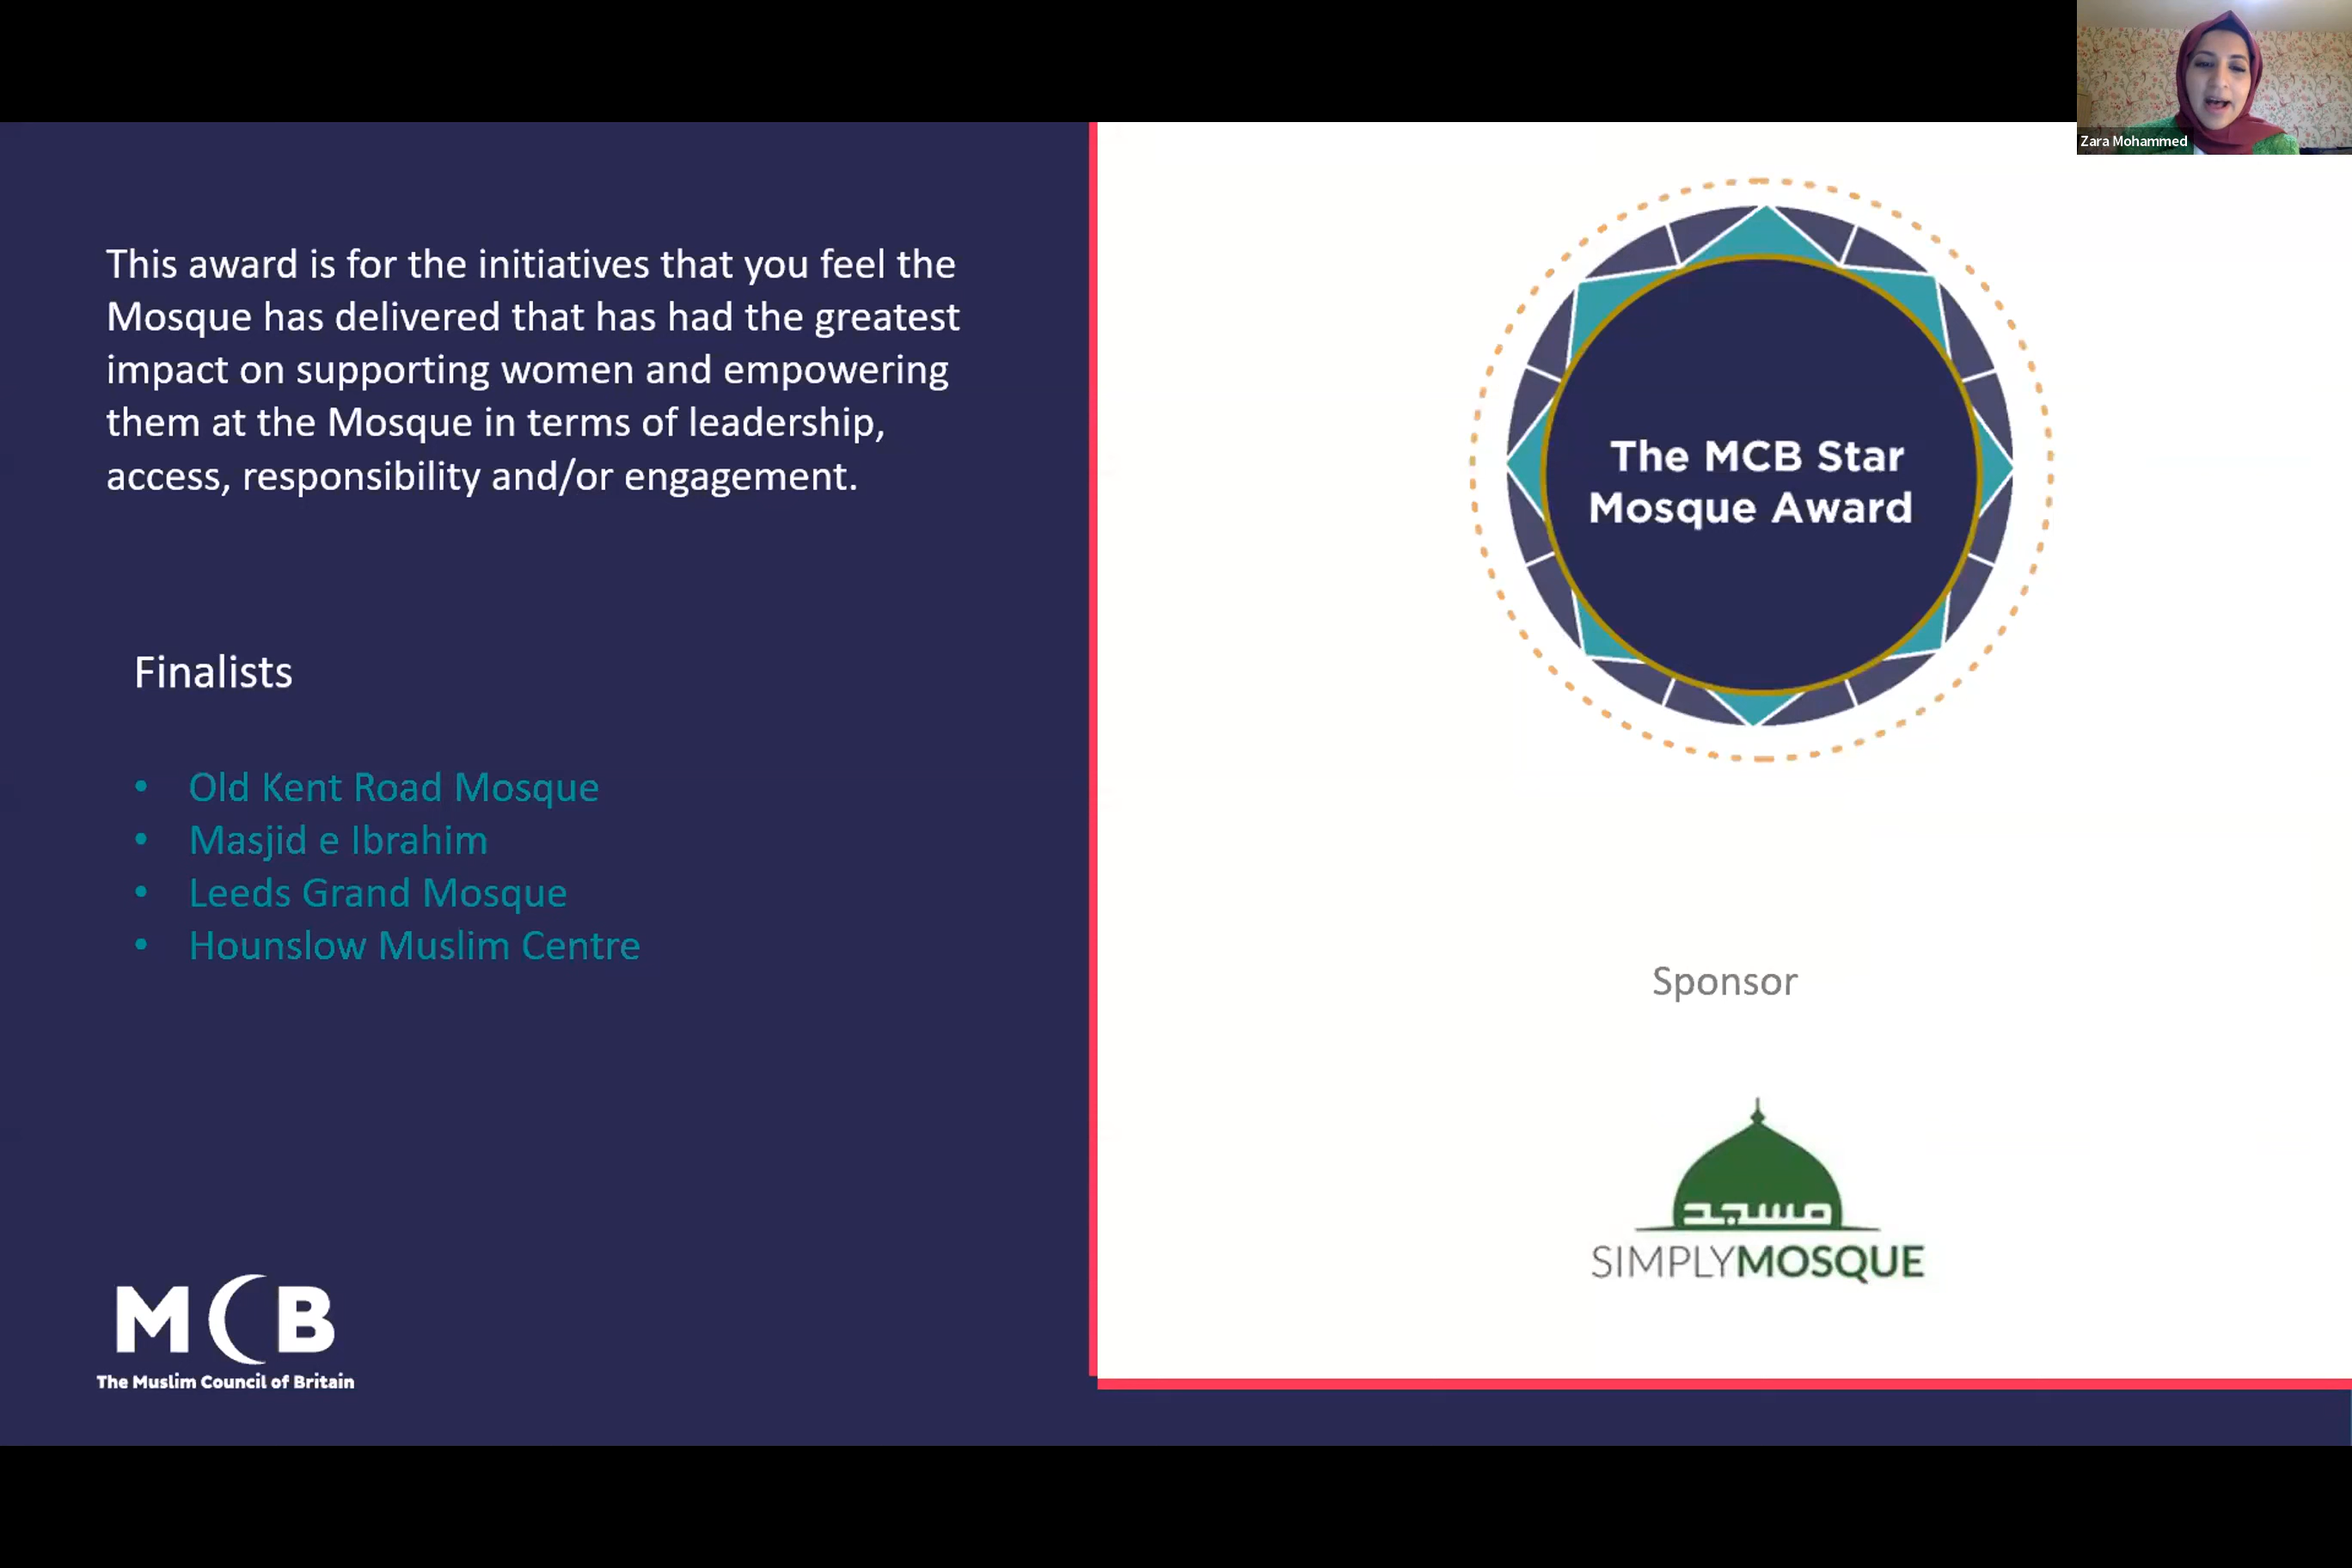 Zara Mohammed
This award is for the initiatives that you feel the
Mosque has delivered that has had the greatest
impact on supporting women and empowering
them at the Mosque in terms of leadership,
access, responsibility and/or engagement.
Finalists
• Old Kent Road Mosque
• Masjid e Ibrahim
• Leeds Grand Mosque
• Hounslow Muslim Centre
MCB
The Muslim Council of Britain
The MCB Star
Mosque Award
Sponsor
مسجد
SIMPLYMOSQUE